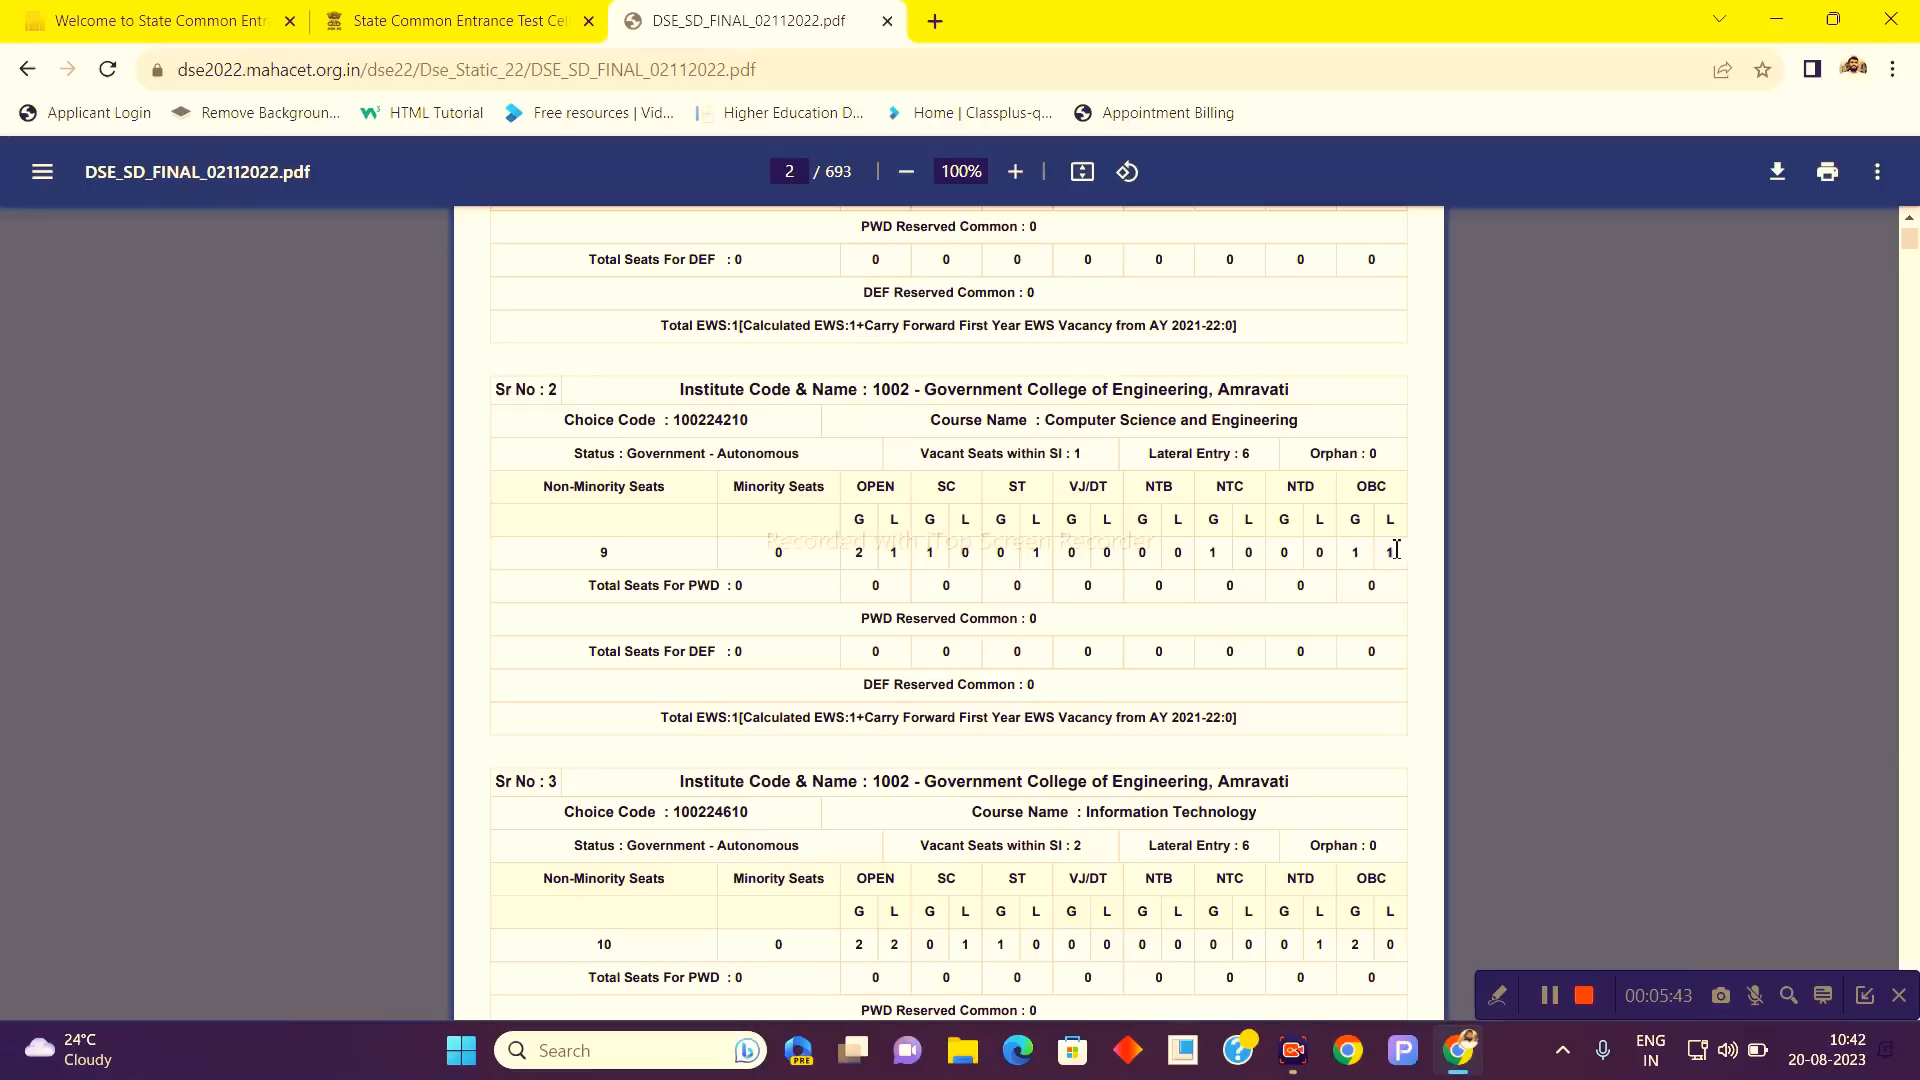 Welcome to State Common Entr
State Common Entrance Test Cel
DSE_SD_FINAL_02112022.pdf
dse2022.mahacet.org.in/dse22/Dse_Static_22/DSE_SD_FINAL_02112022.pdf
Applicant Login
Remove Backgroun...
HTML Tutorial
Free resources | Vid...
Higher Education D...
Home | Classplus-q...
Appointment Billing
DSE_SD_FINAL_02112022.pdf
2 / 693
100%
PWD Reserved Common : 0
Total Seats For DEF : 0 0 0 0 0 0 0 0 0
DEF Reserved Common : 0
Total EWS:1[Calculated EWS:1+Carry Forward First Year EWS Vacancy from AY 2021-22:0]
Sr No : 2 Institute Code & Name : 1002 - Government College of Engineering, Amravati
Choice Code : 100224210 Course Name : Computer Science and Engineering
Status : Government - Autonomous Vacant Seats within SI : 1 Lateral Entry : 6 Orphan : 0
Non-Minority Seats Minority Seats OPEN SC ST VJ/DT NTB NTC NTD OBC
G L G L G L G L G L G L G L G L
Recorded with iTop Screen Recorder
9 0 2 1 1 0 0 1 0 0 0 0 1 0 0 0 1 1
Total Seats For PWD : 0 0 0 0 0 0 0 0 0
PWD Reserved Common : 0
Total Seats For DEF : 0 0 0 0 0 0 0 0 0
DEF Reserved Common : 0
Total EWS:1[Calculated EWS:1+Carry Forward First Year EWS Vacancy from AY 2021-22:0]
Sr No : 3 Institute Code & Name : 1002 - Government College of Engineering, Amravati
Choice Code : 100224610 Course Name : Information Technology
Status : Government - Autonomous Vacant Seats within SI : 2 Lateral Entry : 6 Orphan : 0
Non-Minority Seats Minority Seats OPEN SC ST VJ/DT NTB NTC NTD OBC
G L G L G L G L G L G L G L G L
10 0 2 2 0 1 1 0 0 0 0 0 0 0 0 1 2 0
Total Seats For PWD : 0 0 0 0 0 0 0 0 0
PWD Reserved Common : 0
00:05:43
24°C
Cloudy
Search
PRE
P
ENG
IN
10:42
20-08-2023